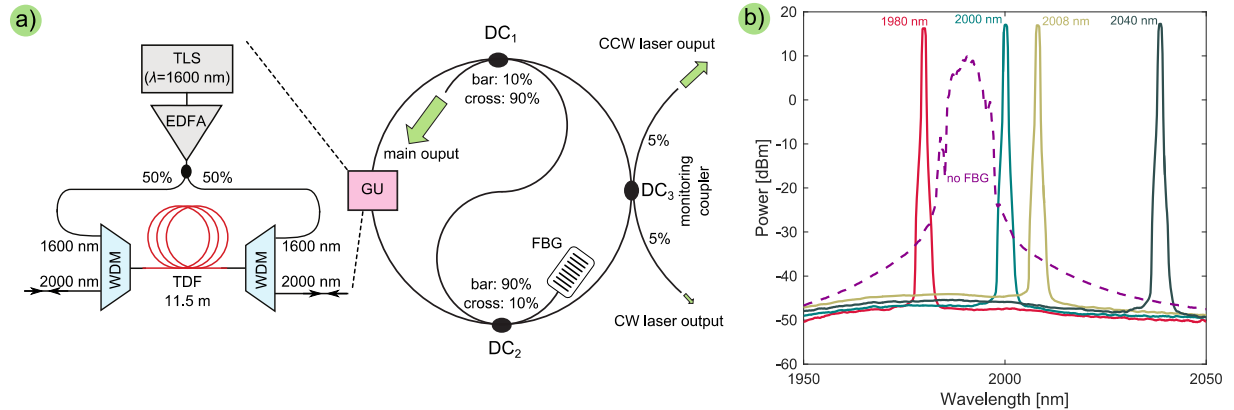 a)
TLS
(λ=1600 nm)
EDFA
50%
50%
1600 nm
1600 nm
WDM
WDM
2000 nm
2000 nm
TDF
11.5 m
DC1
bar: 10%
cross: 90%
main ouput
GU
CCW laser ouput
5%
DC3
monitoring
coupler
5%
FBG
bar: 90%
cross: 10%
DC2
CW laser output
b)
20
10
0
-10
-20
-30
-40
-50
-60
Power [dBm]
1980 nm
2000 nm
2008 nm
2040 nm
no FBG
1950
2000
2050
Wavelength [nm]